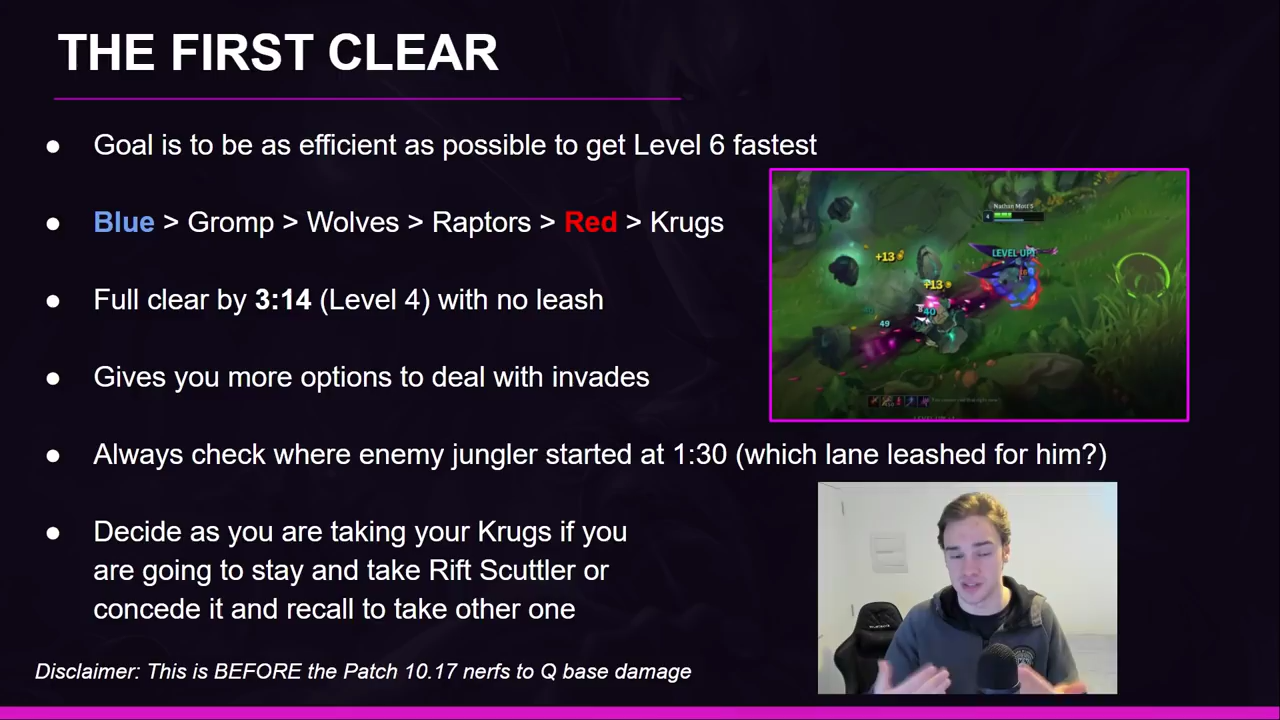 THE FIRST CLEAR
● Goal is to be as efficient as possible to get Level 6 fastest
● Blue > Gromp > Wolves > Raptors > Red > Krugs
● Full clear by 3:14 (Level 4) with no leash
● Gives you more options to deal with invades
● Always check where enemy jungler started at 1:30 (which lane leashed for him?)
● Decide as you are taking your Krugs if you
are going to stay and take Rift Scuttler or
concede it and recall to take other one
Disclaimer: This is BEFORE the Patch 10.17 nerfs to Q base damage
4
LEVEL UP!
+13
+13
40
49